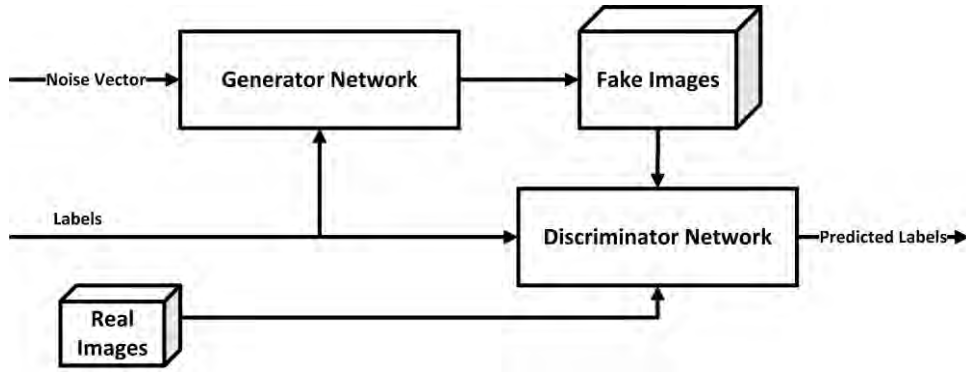 Noise Vector
Generator Network
Fake Images
Labels
Discriminator Network
Predicted Labels
Real
Images